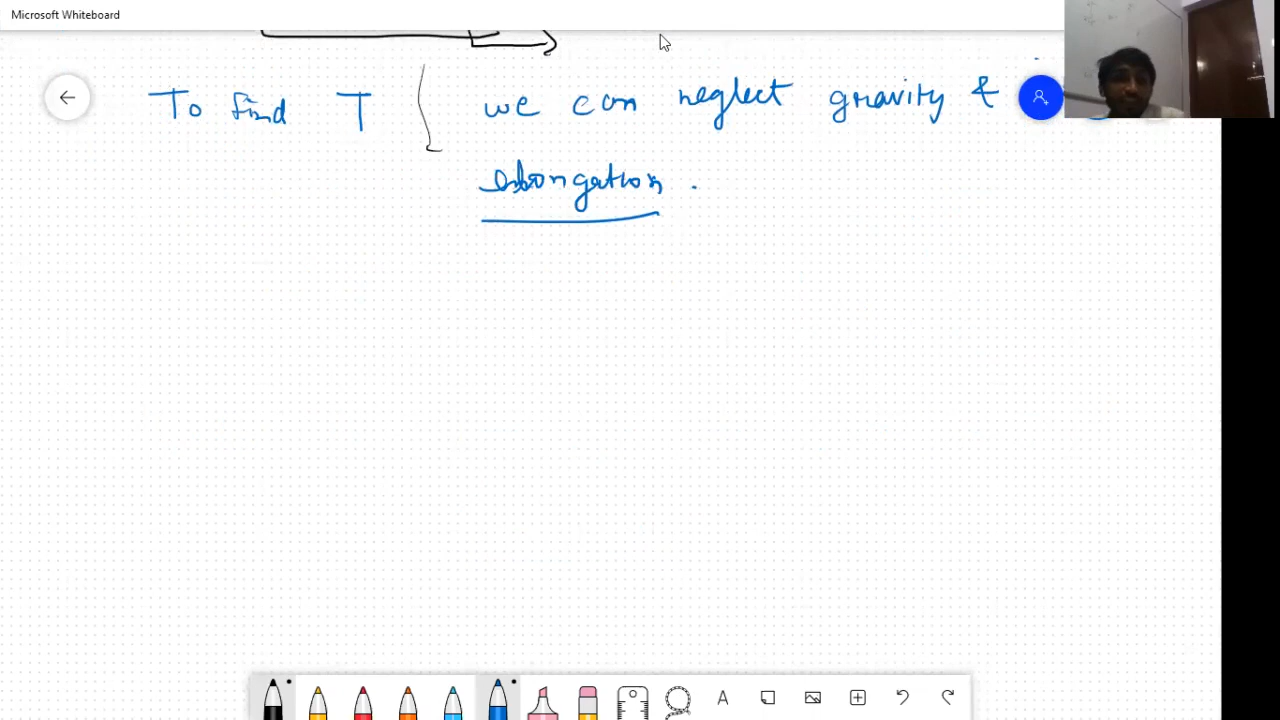 Microsoft Whiteboard
To find T we can neglect gravity &
elongation.
A